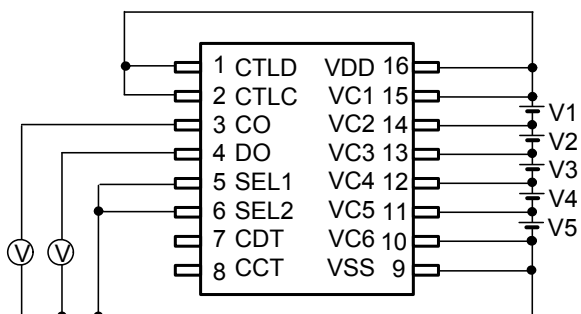 1 CTLD VDD 16
2 CTLC VC1 15
3 CO VC2 14
4 DO VC3 13
5 SEL1 VC4 12
6 SEL2 VC5 11
7 CDT VC6 10
8 CCT VSS 9
V1
V2
V3
V4
V5
V V